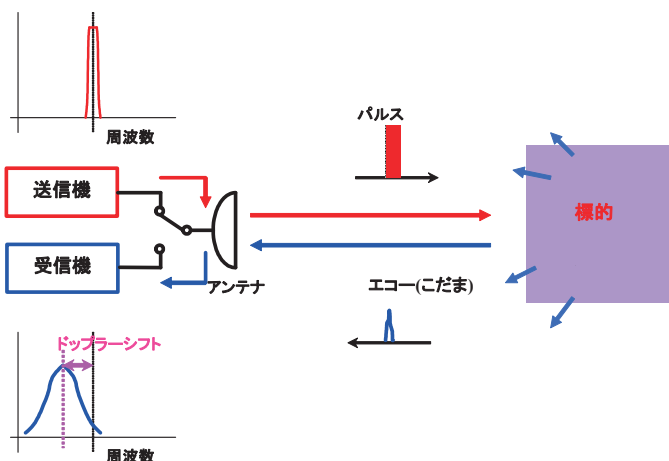 周波数
パルス
送信機
標的
受信機
アンテナ
エコー(こだま)
ドップラーシフト
周波数